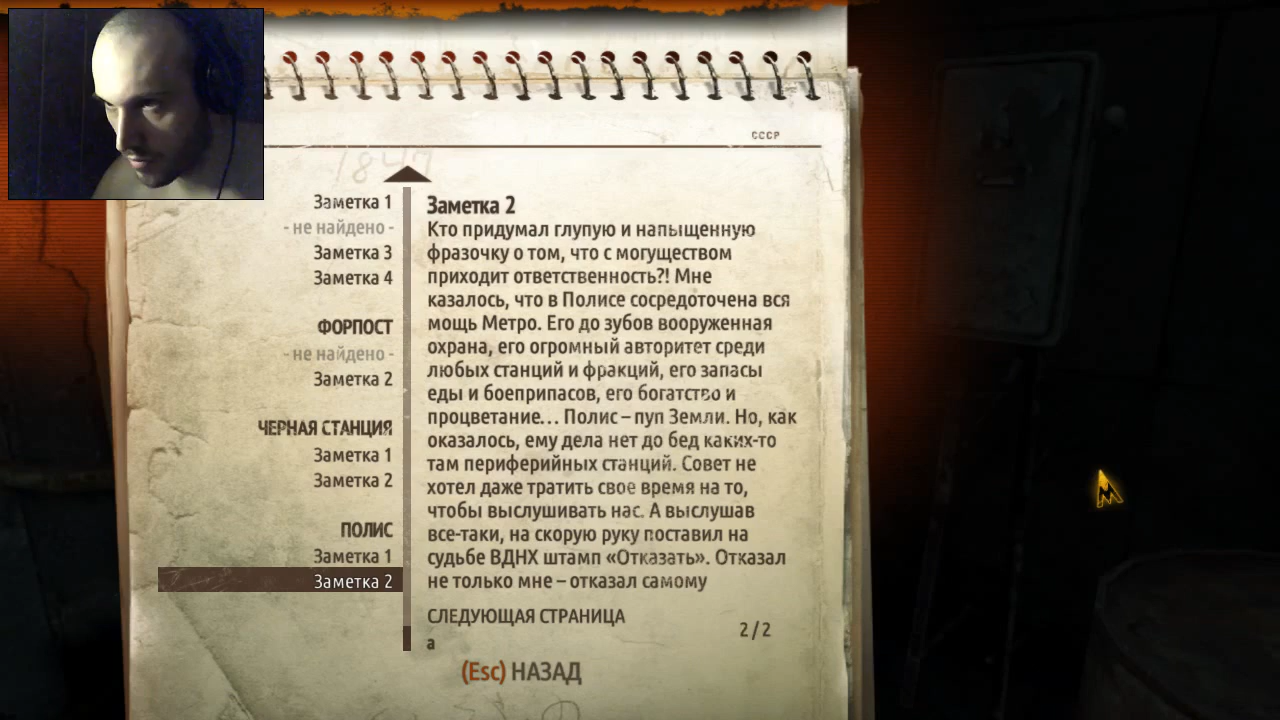 СССР
1847
Заметка 1
- не найдено -
Заметка 3
Заметка 4
ФОРПОСТ
- не найдено -
Заметка 2
ЧЕРНАЯ СТАНЦИЯ
Заметка 1
Заметка 2
ПОЛИС
Заметка 1
Заметка 2
Заметка 2
Кто придумал глупую и напыщенную
фразочку о том, что с могуществом
приходит ответственность?! Мне
казалось, что в Полисе сосредоточена вся
мощь Метро. Его до зубов вооруженная
охрана, его огромный авторитет среди
любых станций и фракций, его запасы
еды и боеприпасов, его богатство и
процветание... Полис – пуп Земли. Но, как
оказалось, ему дела нет до бед каких-то
там периферийных станций. Совет не
хотел даже тратить свое время на то,
чтобы выслушивать нас. А выслушав
все-таки, на скорую руку поставил на
судьбе ВДНХ штамп «Отказать». Отказал
не только мне – отказал самому
СЛЕДУЮЩАЯ СТРАНИЦА
2 / 2
а
(Esc) НАЗАД